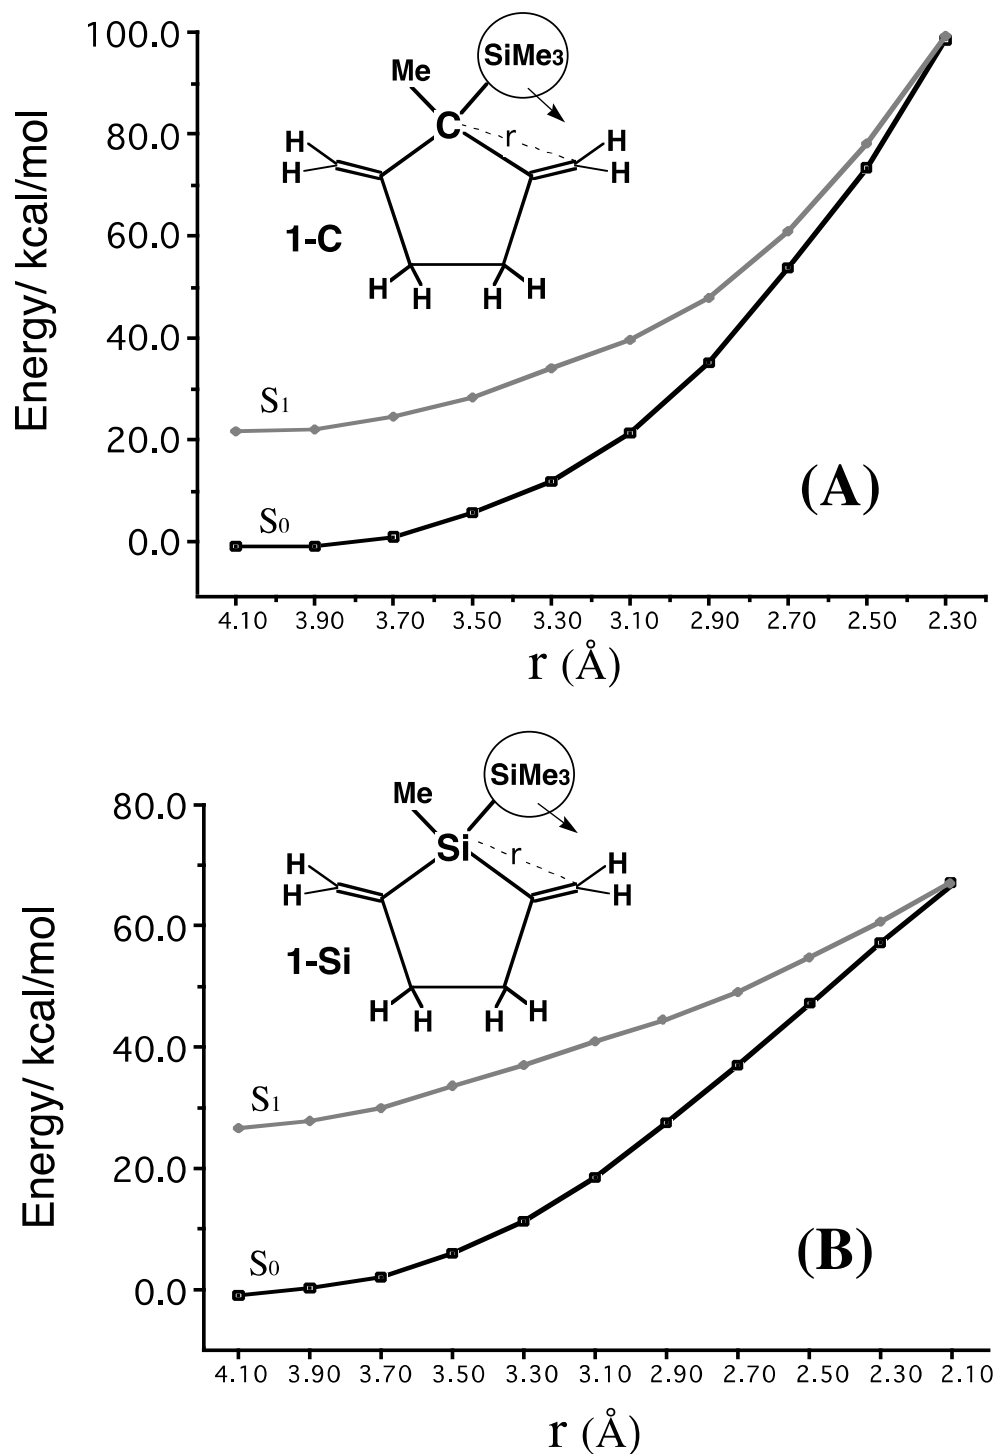 Energy/ kcal/mol
100.0
80.0
60.0
40.0
20.0
0.0
SiMe3
Me
C
r
H
H
H
H
1-C
H H H H
S1
S0
(A)
4.10 3.90 3.70 3.50 3.30 3.10 2.90 2.70 2.50 2.30
r (Å)
Energy/ kcal/mol
80.0
60.0
40.0
20.0
0.0
SiMe3
Me
Si
r
H
H
H
H
1-Si
H H H H
S1
S0
(B)
4.10 3.90 3.70 3.50 3.30 3.10 2.90 2.70 2.50 2.30 2.10
r (Å)